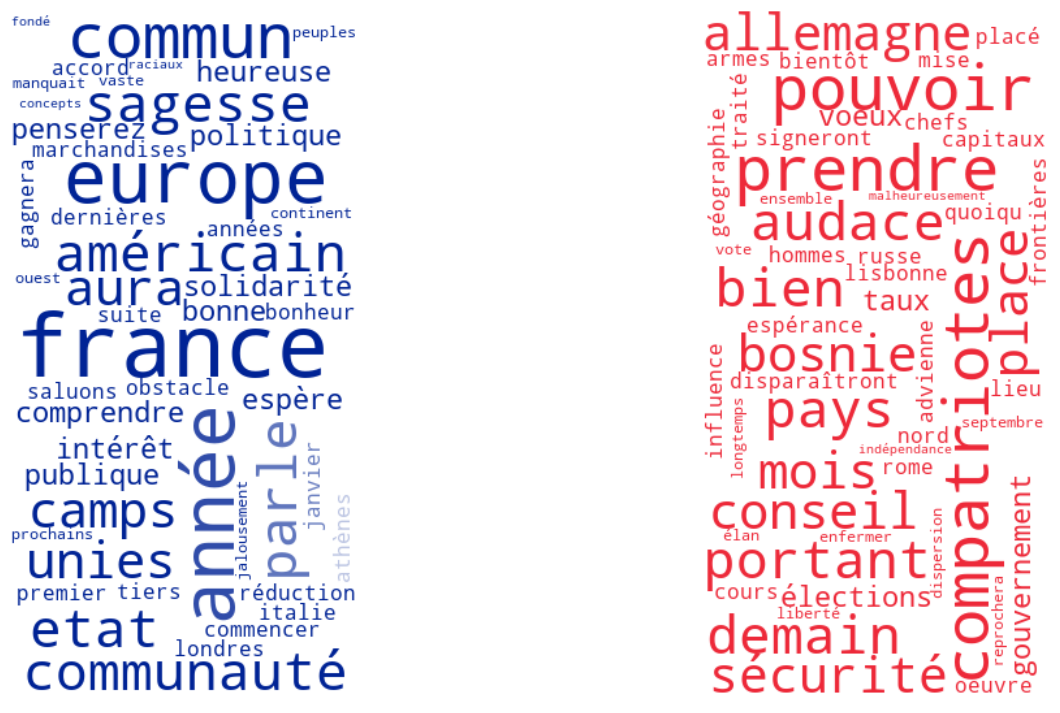 fondé
commun
peuples
accord
raciaux
heureuse
manquait
vaste
concepts
sagesse
penserez
politique
marchandises
europe
gagnera
dernières
continent
années
américain
ouest
aura
solidarité
suite
bonne
bonheur
france
saluons
obstacle
espère
comprendre
année
parle
intérêt
janvier
publique
camps
jalousement
athènes
prochains
unies
premier
tiers
réduction
italie
etat
commencer
londres
communauté
allemagne
placé
armes
bientôt
mise
pouvoir
traité
voeux
chefs
géographie
signeront
capitaux
prendre
frontières
ensemble
malheureusement
audace
quoiqu
vote
hommes
russe
compatriotes
place
lisbonne
bien
taux
espérance
advienne
bosnie
influence
disparaîtront
lieu
pays
longtemps
septembre
nord
indépendance
mois
rome
conseil
gouvernement
élan
enfermer
dispersion
portant
cours
élections
reprochera
liberté
demain
sécurité
oeuvre